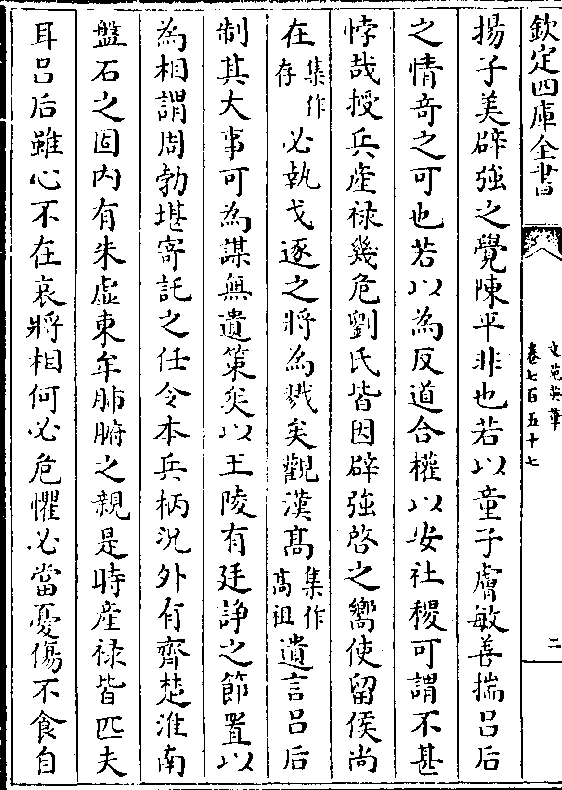 欽定四庫全書
文苑英華
卷七百五十七
二
揚子美辟強之覺陳平非也若以童子膚敏善揣呂后
之情奇之可也若以為反道合權以安社稷可謂不甚
悖哉授兵產祿幾危劉氏皆因辟強啓之嚮使留侯尚
在集作存必執戈逐之將為戮矣觀漢髙集作髙祖遺言呂后
制其大事可為謀無遺策矣以王陵有廷諍之節置以
為相謂周勃堪寄託之任令本兵柄况外有齊楚淮南
盤石之固内有朱虛東牟肺腑之親是時產祿皆匹夫
耳呂后雖心不在哀將相何必危懼必當憂傷不食自